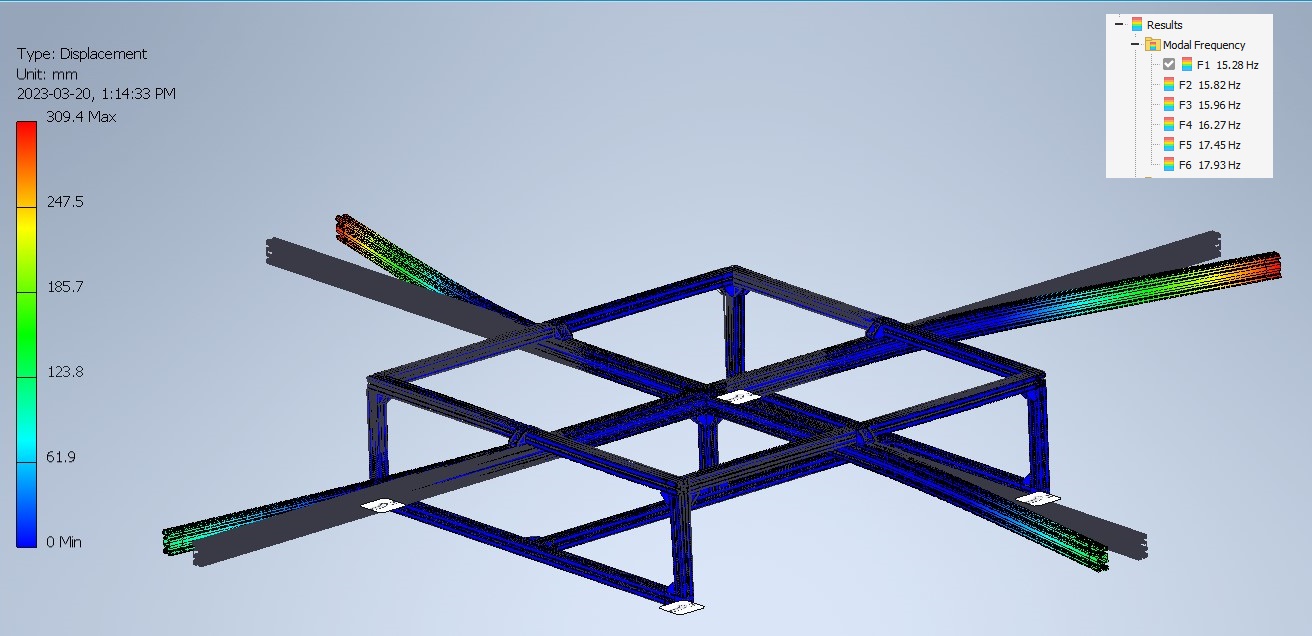 Type: Displacement
Unit: mm
2023-03-20, 1:14:33 PM
309.4 Max
247.5
185.7
123.8
61.9
0 Min
Results
Modal Frequency
F1 15.28 Hz
F2 15.82 Hz
F3 15.96 Hz
F4 16.27 Hz
F5 17.45 Hz
F6 17.93 Hz